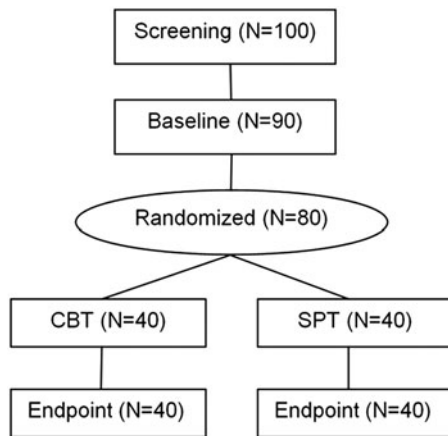 Screening (N=100)
Baseline (N=90)
Randomized (N=80)
CBT (N=40)
SPT (N=40)
Endpoint (N=40)
Endpoint (N=40)